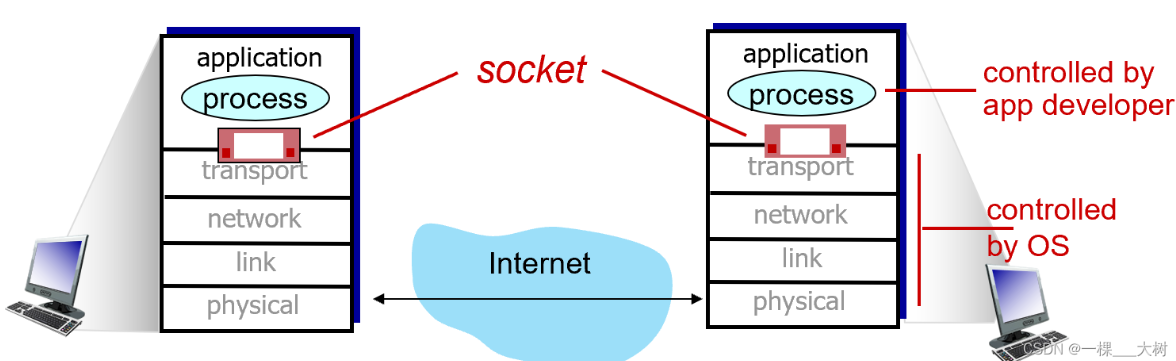 application
process
transport
network
link
physical
socket
Internet
application
process
transport
network
link
physical
controlled by
app developer
controlled
by OS
CSDN @一棵___大树